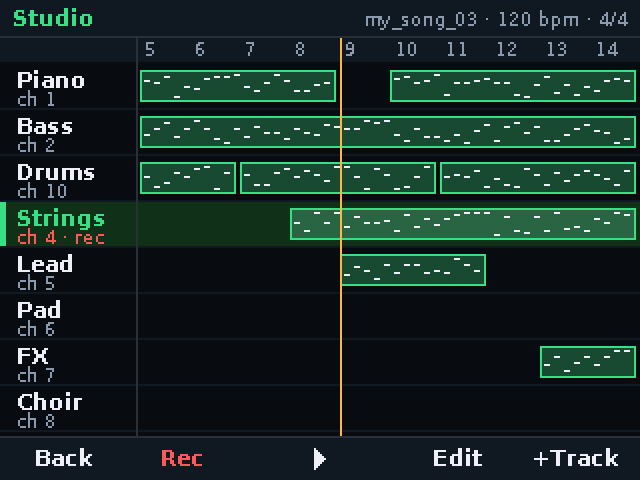 Studio my_song_03 · 120 bpm · 4/4
5 6 7 8 9 10 11 12 13 14
Piano
ch 1
Bass
ch 2
Drums
ch 10
Strings
ch 4 · rec
Lead
ch 5
Pad
ch 6
FX
ch 7
Choir
ch 8
Back Rec Edit +Track